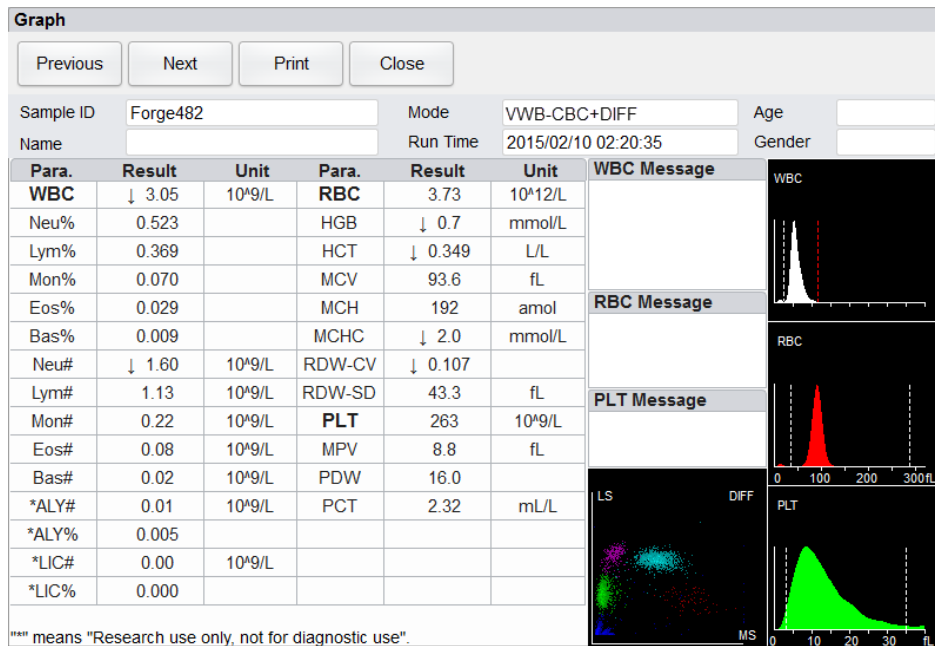 Graph
Previous Next Print Close
Sample ID Forge482 Mode VWB-CBC+DIFF Age
Name Run Time 2015/02/10 02:20:35 Gender
Para. Result Unit Para. Result Unit
WBC ↓ 3.05 10^9/L RBC 3.73 10^12/L
Neu% 0.523 HGB ↓ 0.7 mmol/L
Lym% 0.369 HCT ↓ 0.349 L/L
Mon% 0.070 MCV 93.6 fL
Eos% 0.029 MCH 192 amol
Bas% 0.009 MCHC ↓ 2.0 mmol/L
Neu# ↓ 1.60 10^9/L RDW-CV ↓ 0.107
Lym# 1.13 10^9/L RDW-SD 43.3 fL
Mon# 0.22 10^9/L PLT 263 10^9/L
Eos# 0.08 10^9/L MPV 8.8 fL
Bas# 0.02 10^9/L PDW 16.0
*ALY# 0.01 10^9/L PCT 2.32 mL/L
*ALY% 0.005
*LIC# 0.00 10^9/L
*LIC% 0.000
"*" means "Research use only, not for diagnostic use".
WBC Message
RBC Message
PLT Message
LS DIFF
MS
WBC
RBC
0 100 200 300fL
PLT
0 10 20 30 fL